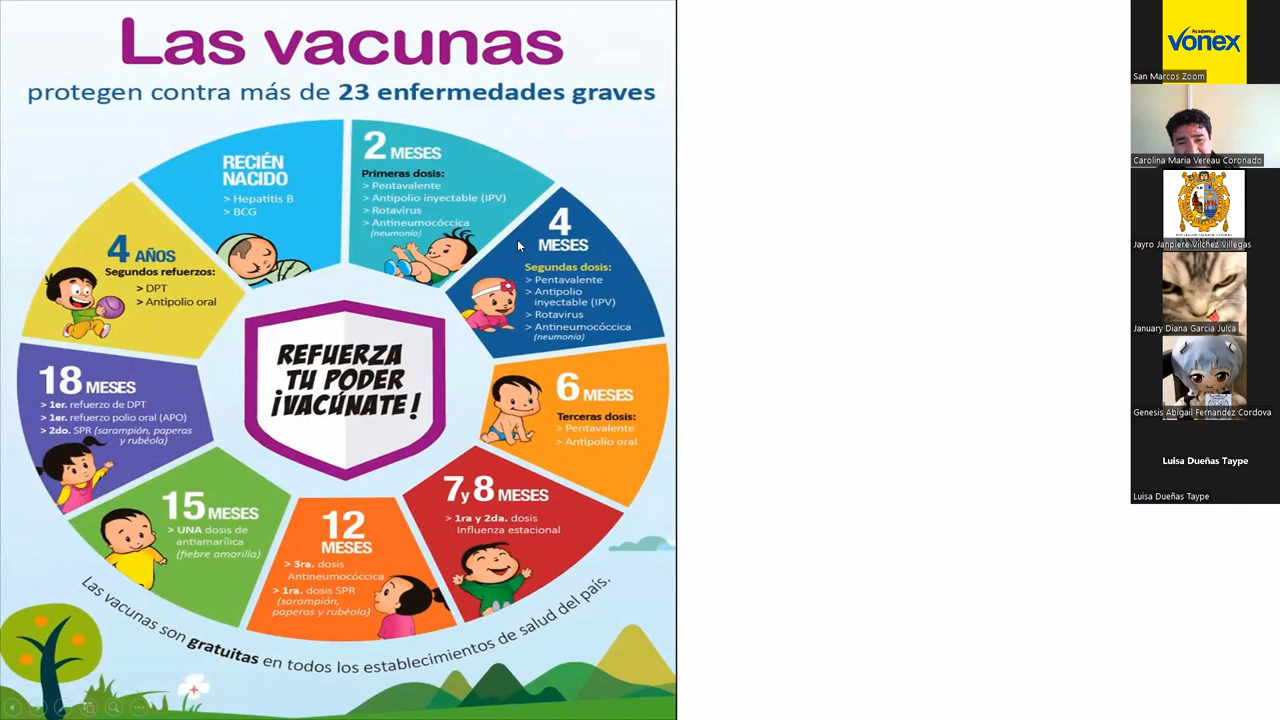 Las vacunas
protegen contra más de 23 enfermedades graves
RECIÉN
NACIDO
> Hepatitis B
> BCG
2 MESES
Primeras dosis:
> Pentavalente
> Antipolio inyectable (IPV)
> Rotavirus
> Antineumocóccica
(neumonía)
4
MESES
Segundas dosis:
> Pentavalente
> Antipolio
inyectable (IPV)
> Rotavirus
> Antineumocóccica
(neumonía)
6 MESES
Terceras dosis:
> Pentavalente
> Antipolio oral
7 y 8 MESES
> 1ra y 2da. dosis
Influenza estacional
12
MESES
> 3ra. dosis
Antineumocóccica
> 1ra. dosis SPR
(sarampión,
paperas y rubéola)
15 MESES
> UNA dosis de
antiamarílica
(fiebre amarilla)
18 MESES
> 1er. refuerzo de DPT
> 1er. refuerzo polio oral (APO)
> 2do. SPR (sarampión, paperas
y rubéola)
4 AÑOS
Segundos refuerzos:
> DPT
> Antipolio oral
REFUERZA
TU PODER
¡VACÚNATE!
Las vacunas son gratuitas en todos los establecimientos de salud del país.
Academia
Vonex
San Marcos Zoom
Carolina Maria Vereau Coronado
Jayro Janpiere Vilchez Villegas
January Diana Garcia Julca
Genesis Abigail Fernandez Cordova
Luisa Dueñas Taype
Luisa Dueñas Taype